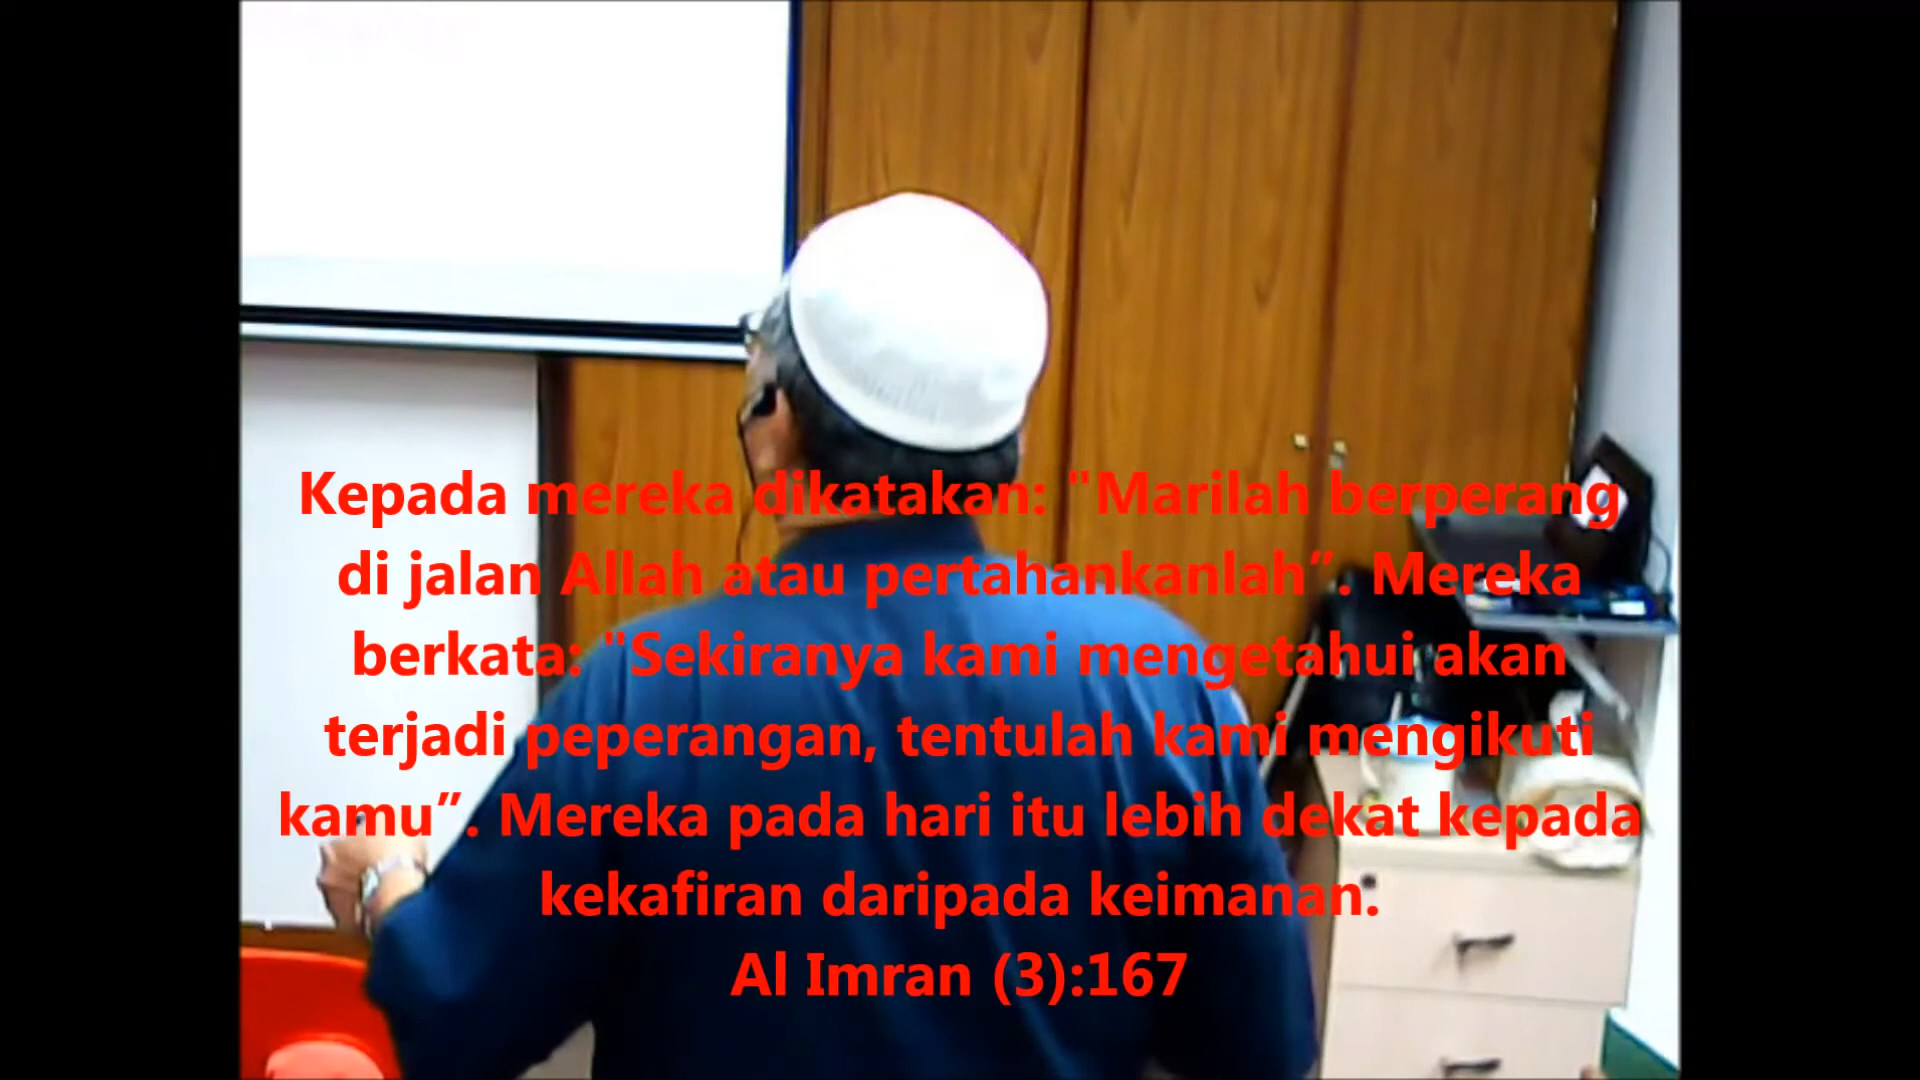 Kepada mereka dikatakan: "Marilah berperang
di jalan Allah atau pertahankanlah”. Mereka
berkata: "Sekiranya kami mengetahui akan
terjadi peperangan, tentulah kami mengikuti
kamu”. Mereka pada hari itu lebih dekat kepada
kekafiran daripada keimanan.
Al Imran (3):167